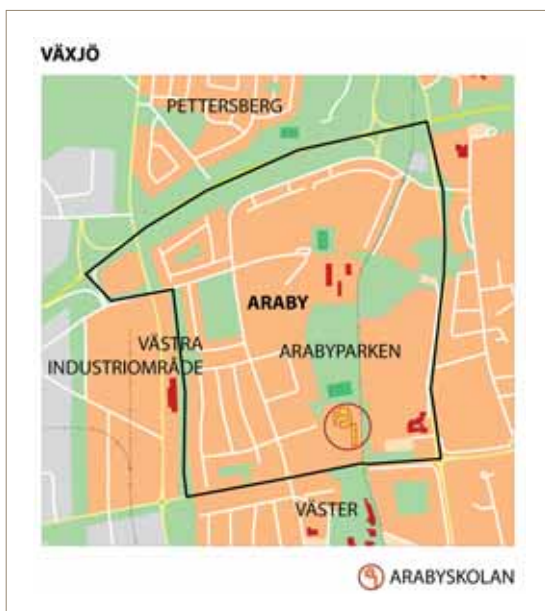 VÄXJÖ
PETTERSBERG
ARABY
VÄSTRA
INDUSTRIOMRÅDE
ARABYPARKEN
VÄSTER
ARABYSKOLAN